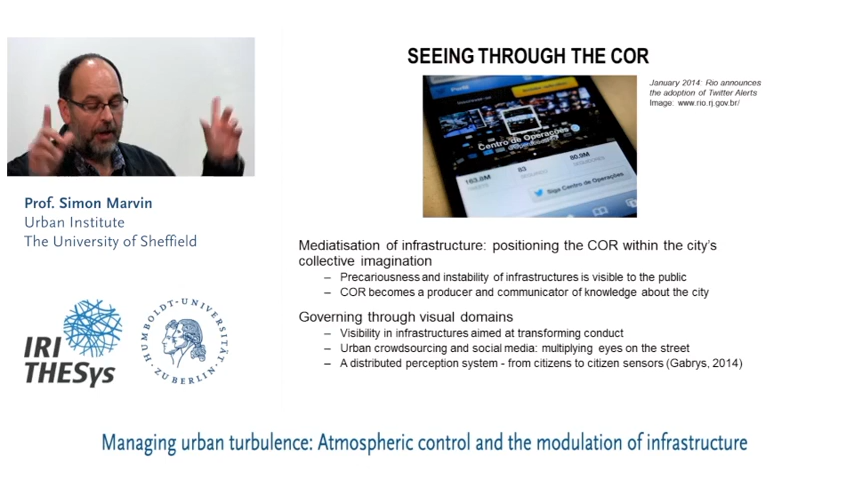 SEEING THROUGH THE COR
January 2014: Rio announces
the adoption of Twitter Alerts
Image: www.rio.rj.gov.br/
Perfil
Centro de Operações
83
80.9M
Siga Centro de Operações
Prof. Simon Marvin
Urban Institute
The University of Sheffield
Mediatisation of infrastructure: positioning the COR within the city's
collective imagination
– Precariousness and instability of infrastructures is visible to the public
– COR becomes a producer and communicator of knowledge about the city
Governing through visual domains
– Visibility in infrastructures aimed at transforming conduct
– Urban crowdsourcing and social media: multiplying eyes on the street
– A distributed perception system - from citizens to citizen sensors (Gabrys, 2014)
IRI
THESys
HUMBOLDT-UNIVERSITÄT
ZU BERLIN
Managing urban turbulence: Atmospheric control and the modulation of infrastructure